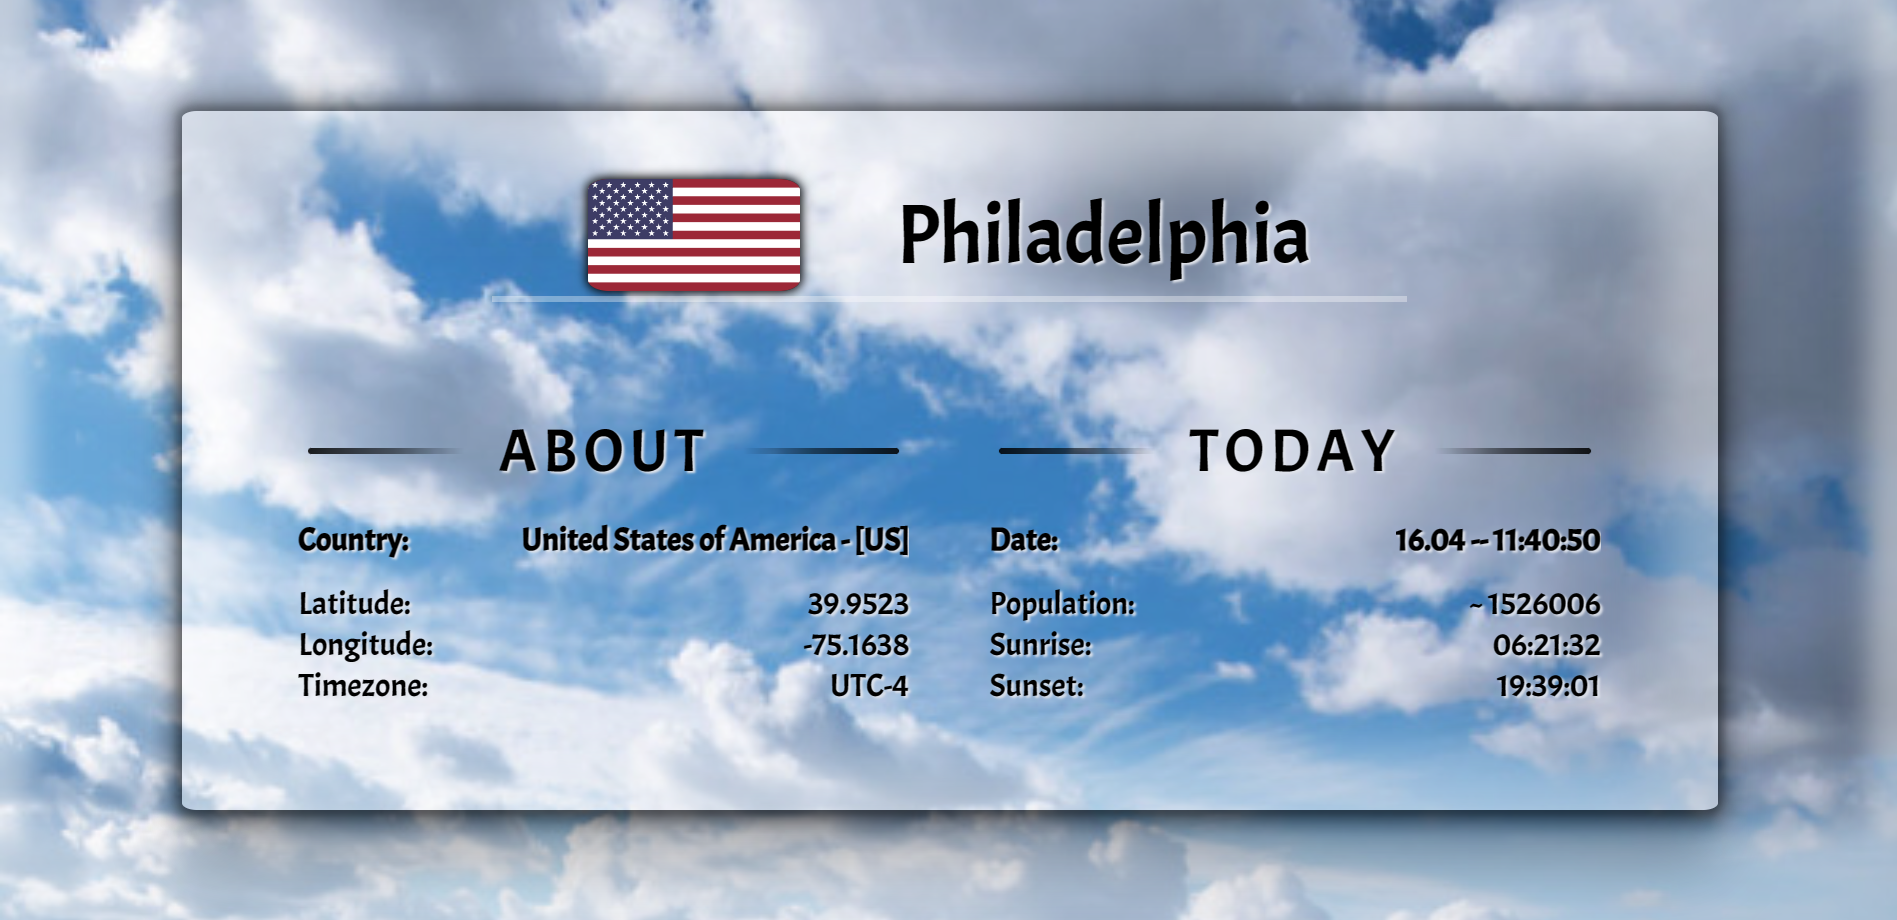 Philadelphia
ABOUT
Country: United States of America - [US]
Latitude: 39.9523
Longitude: -75.1638
Timezone: UTC-4
TODAY
Date: 16.04 -- 11:40:50
Population: ~ 1526006
Sunrise: 06:21:32
Sunset: 19:39:01